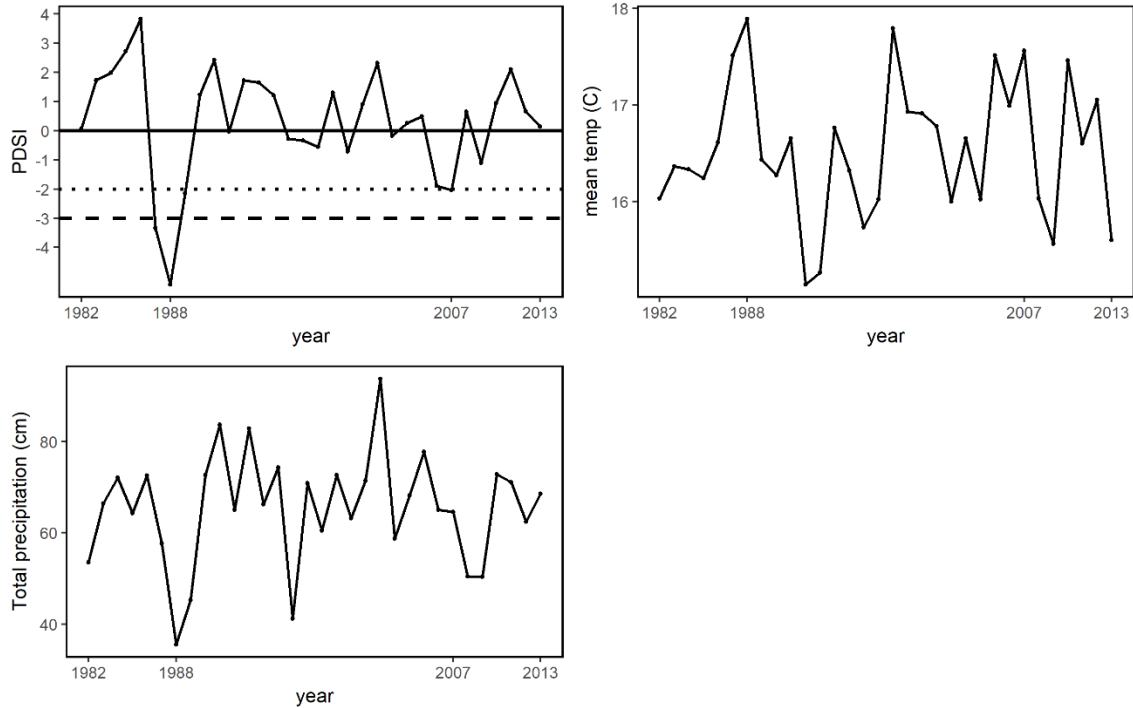 4
3
2
1
0
-1
-2
-3
-4
PDSI
1982 1988 2007 2013
year
18
17
16
mean temp (C)
1982 1988 2007 2013
year
80
60
40
Total precipitation (cm)
1982 1988 2007 2013
year